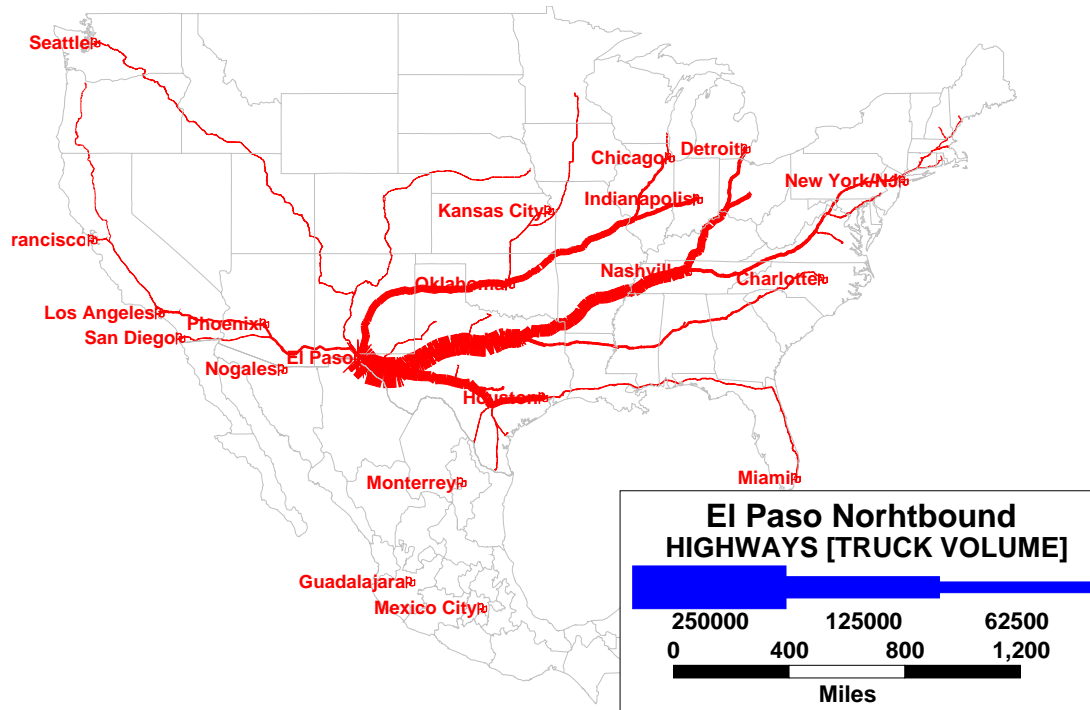 Seattle
Detroit
Chicago
New York/NJ
Indianapolis
Kansas City
rancisco
Nashvill
Charlotte
Oklahoma
Los Angeles
Phoenix
San Diego
El Paso
Nogales
Houston
Miami
Monterrey
Guadalajara
Mexico City
El Paso Norhtbound
HIGHWAYS [TRUCK VOLUME]
250000 125000 62500
0 400 800 1,200
Miles